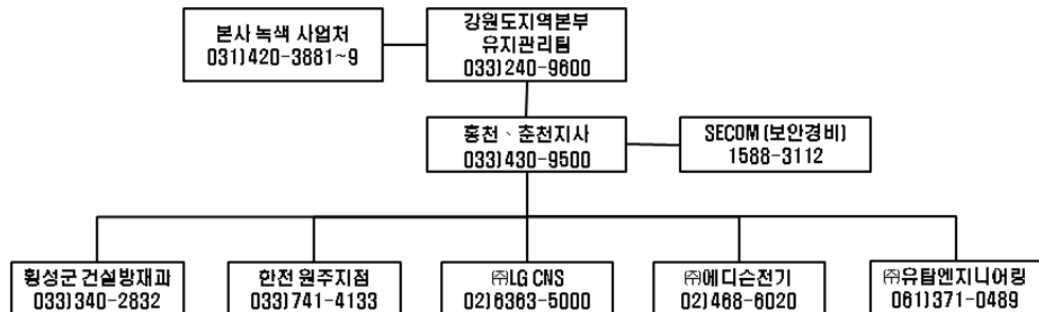 본사 녹색 사업처
031)420-3881~9
강원도지역본부
유지관리팀
033)240-9600
홍천、춘천지사
033)430-9500
SECOM(보안경비)
1588-3112
횡성군 건설방재과
033)340-2832
한전 원주지점
033)741-4133
㈜LG CNS
02)6363-5000
㈜에디슨전기
02)468-6020
㈜유탑엔지니어링
061)371-0489